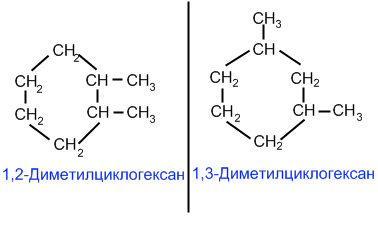 CH₂
CH₂ CH – CH₃
CH₂ CH – CH₃
CH₂
1,2-Диметилциклогексан
CH₃
CH
CH₂ CH₂
CH₂ CH – CH₃
CH₂
1,3-Диметилциклогексан